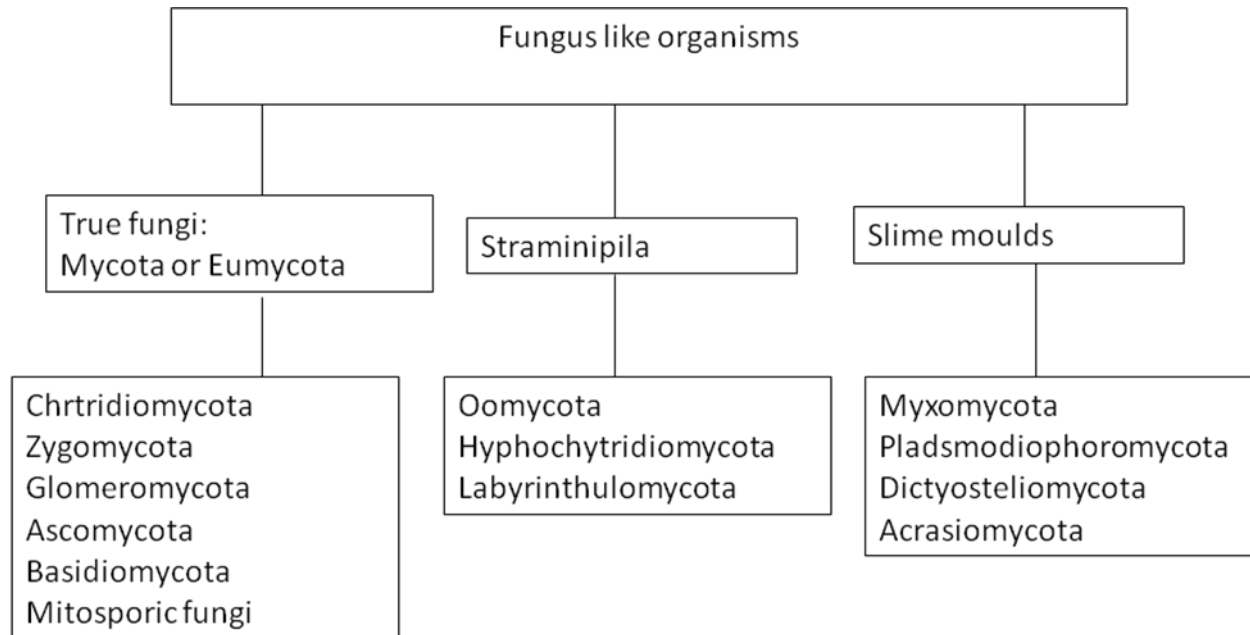 Fungus like organisms
True fungi:
Mycota or Eumycota
Straminipila
Slime moulds
Chrtridiomycota
Zygomycota
Glomeromycota
Ascomycota
Basidiomycota
Mitosporic fungi
Oomycota
Hyphochytridiomycota
Labyrinthulomycota
Myxomycota
Pladsmodiophoromycota
Dictyosteliomycota
Acrasiomycota